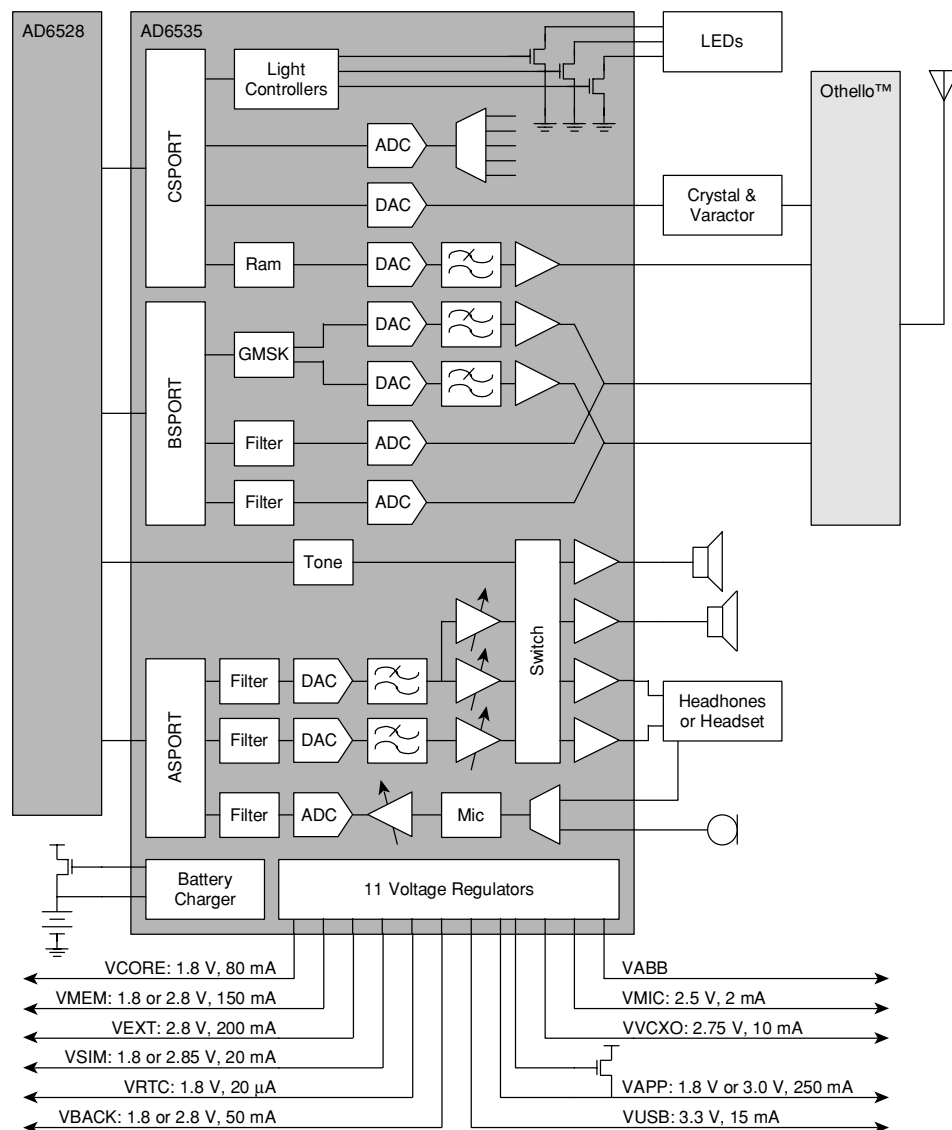 AD6528
AD6535
LEDs
CSPORT
Light
Controllers
Othello™
ADC
DAC
Crystal &
Varactor
Ram
DAC
BSPORT
GMSK
DAC
DAC
Filter
ADC
Filter
ADC
Tone
Switch
ASPORT
Filter
DAC
Headhones
or Headset
Filter
DAC
Filter
ADC
Mic
Battery
Charger
11 Voltage Regulators
VCORE: 1.8 V, 80 mA
VABB
VMEM: 1.8 or 2.8 V, 150 mA
VMIC: 2.5 V, 2 mA
VEXT: 2.8 V, 200 mA
VVCXO: 2.75 V, 10 mA
VSIM: 1.8 or 2.85 V, 20 mA
VRTC: 1.8 V, 20 μA
VAPP: 1.8 V or 3.0 V, 250 mA
VBACK: 1.8 or 2.8 V, 50 mA
VUSB: 3.3 V, 15 mA